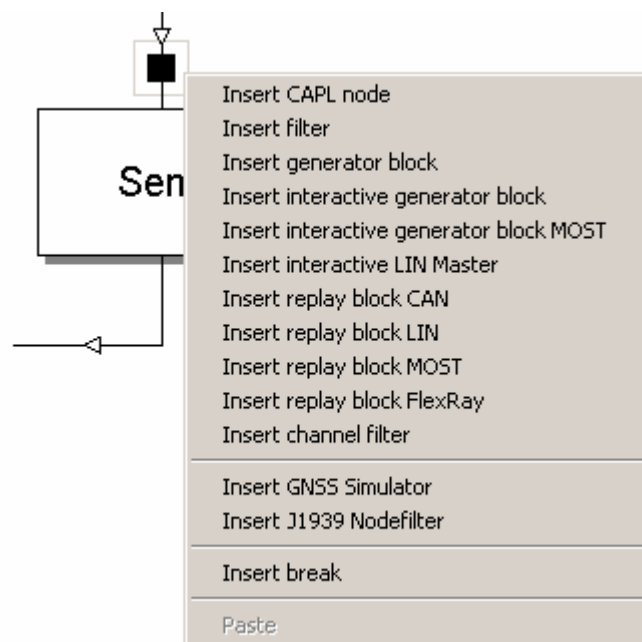 Sen
Insert CAPL node
Insert filter
Insert generator block
Insert interactive generator block
Insert interactive generator block MOST
Insert interactive LIN Master
Insert replay block CAN
Insert replay block LIN
Insert replay block MOST
Insert replay block FlexRay
Insert channel filter
Insert GNSS Simulator
Insert J1939 Nodefilter
Insert break
Paste